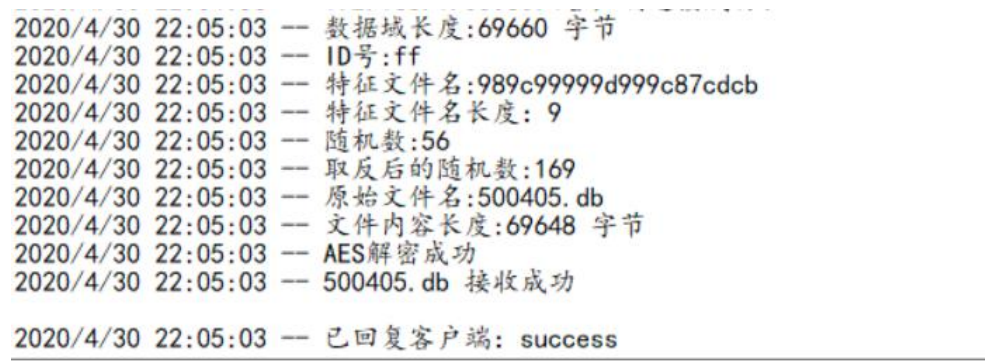 2020/4/30 22:05:03 -- 数据域长度:69660 字节
2020/4/30 22:05:03 -- ID号:ff
2020/4/30 22:05:03 -- 特征文件名:989c99999d999c87cdcb
2020/4/30 22:05:03 -- 特征文件名长度: 9
2020/4/30 22:05:03 -- 随机数:56
2020/4/30 22:05:03 -- 取反后的随机数:169
2020/4/30 22:05:03 -- 原始文件名:500405.db
2020/4/30 22:05:03 -- 文件内容长度:69648 字节
2020/4/30 22:05:03 -- AES解密成功
2020/4/30 22:05:03 -- 500405.db 接收成功
2020/4/30 22:05:03 -- 已回复客户端: success